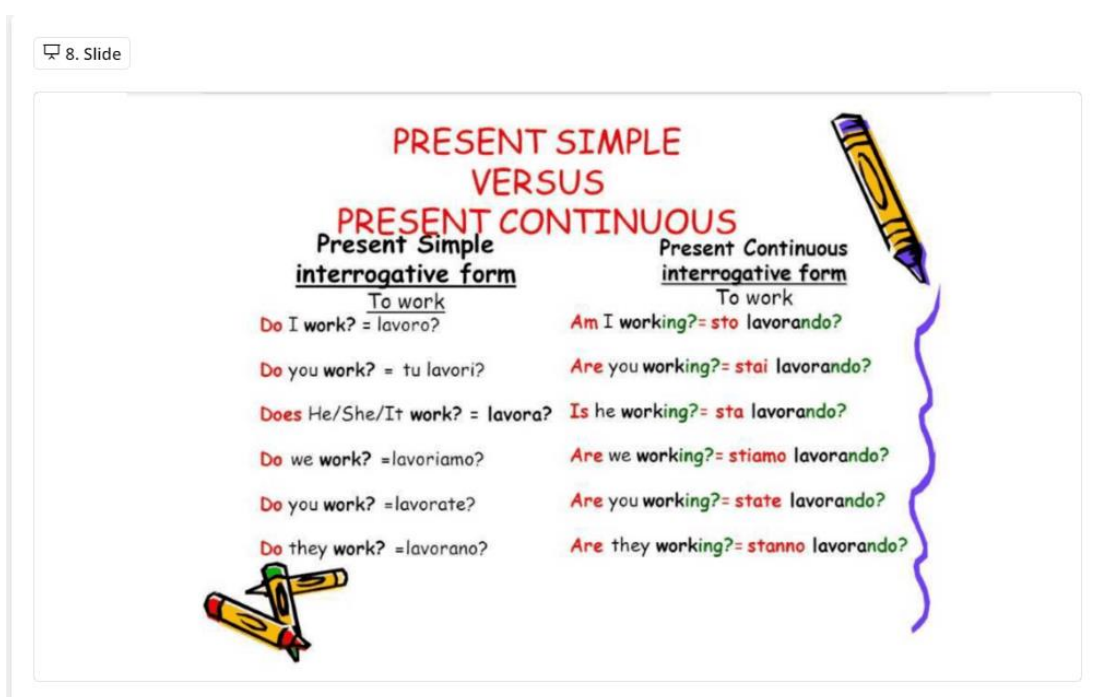 8. Slide
PRESENT SIMPLE
VERSUS
PRESENT CONTINUOUS
Present Simple
interrogative form
To work
Do I work? = lavoro?
Do you work? = tu lavori?
Does He/She/It work? = lavora?
Do we work? =lavoriamo?
Do you work? =lavorate?
Do they work? =lavorano?
Present Continuous
interrogative form
To work
Am I working?= sto lavorando?
Are you working?= stai lavorando?
Is he working?= sta lavorando?
Are we working?= stiamo lavorando?
Are you working?= state lavorando?
Are they working?= stanno lavorando?